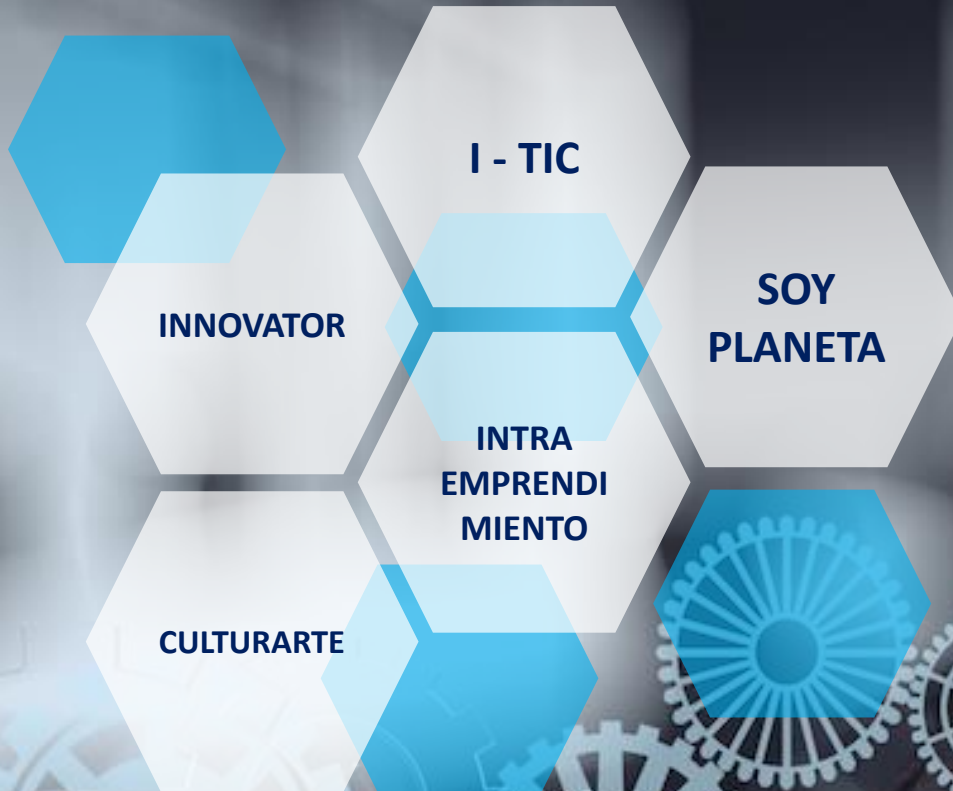 I - TIC
INNOVATOR
SOY
PLANETA
INTRA
EMPRENDI
MIENTO
CULTURARTE